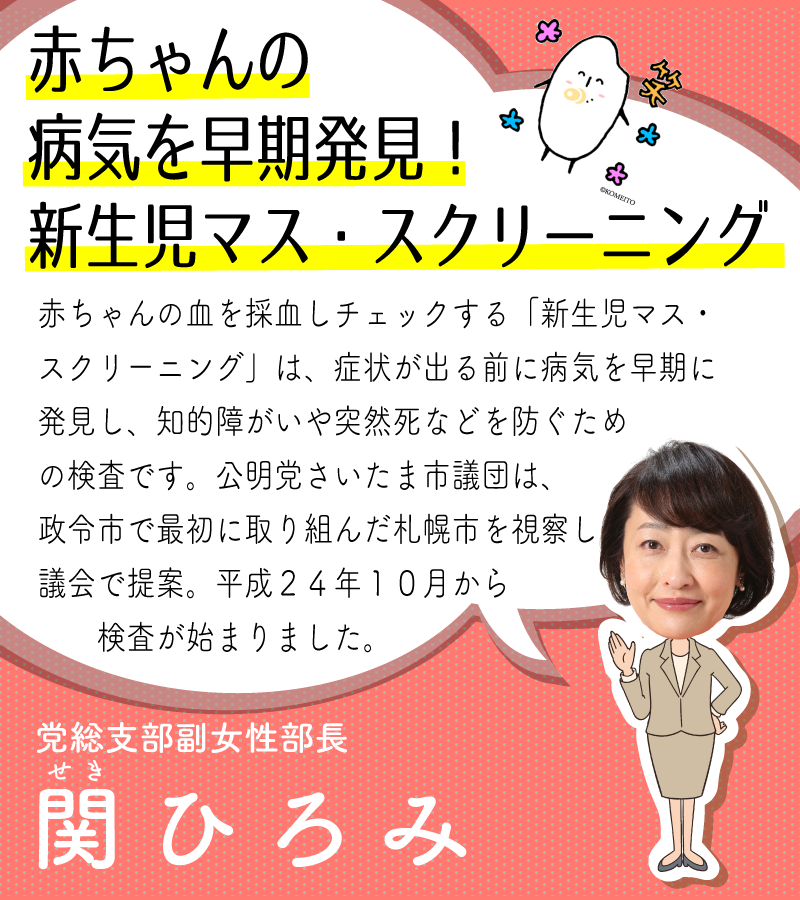 赤ちゃんの
病気を早期発見！
新生児マス・スクリーニング
©KOMEITO
赤ちゃんの血を採血しチェックする「新生児マス・
スクリーニング」は、症状が出る前に病気を早期に
発見し、知的障がいや突然死などを防ぐため
の検査です。公明党さいたま市議団は、
政令市で最初に取り組んだ札幌市を視察し
議会で提案。平成２４年１０月から
検査が始まりました。
党総支部副女性部長
せき
関ひろみ